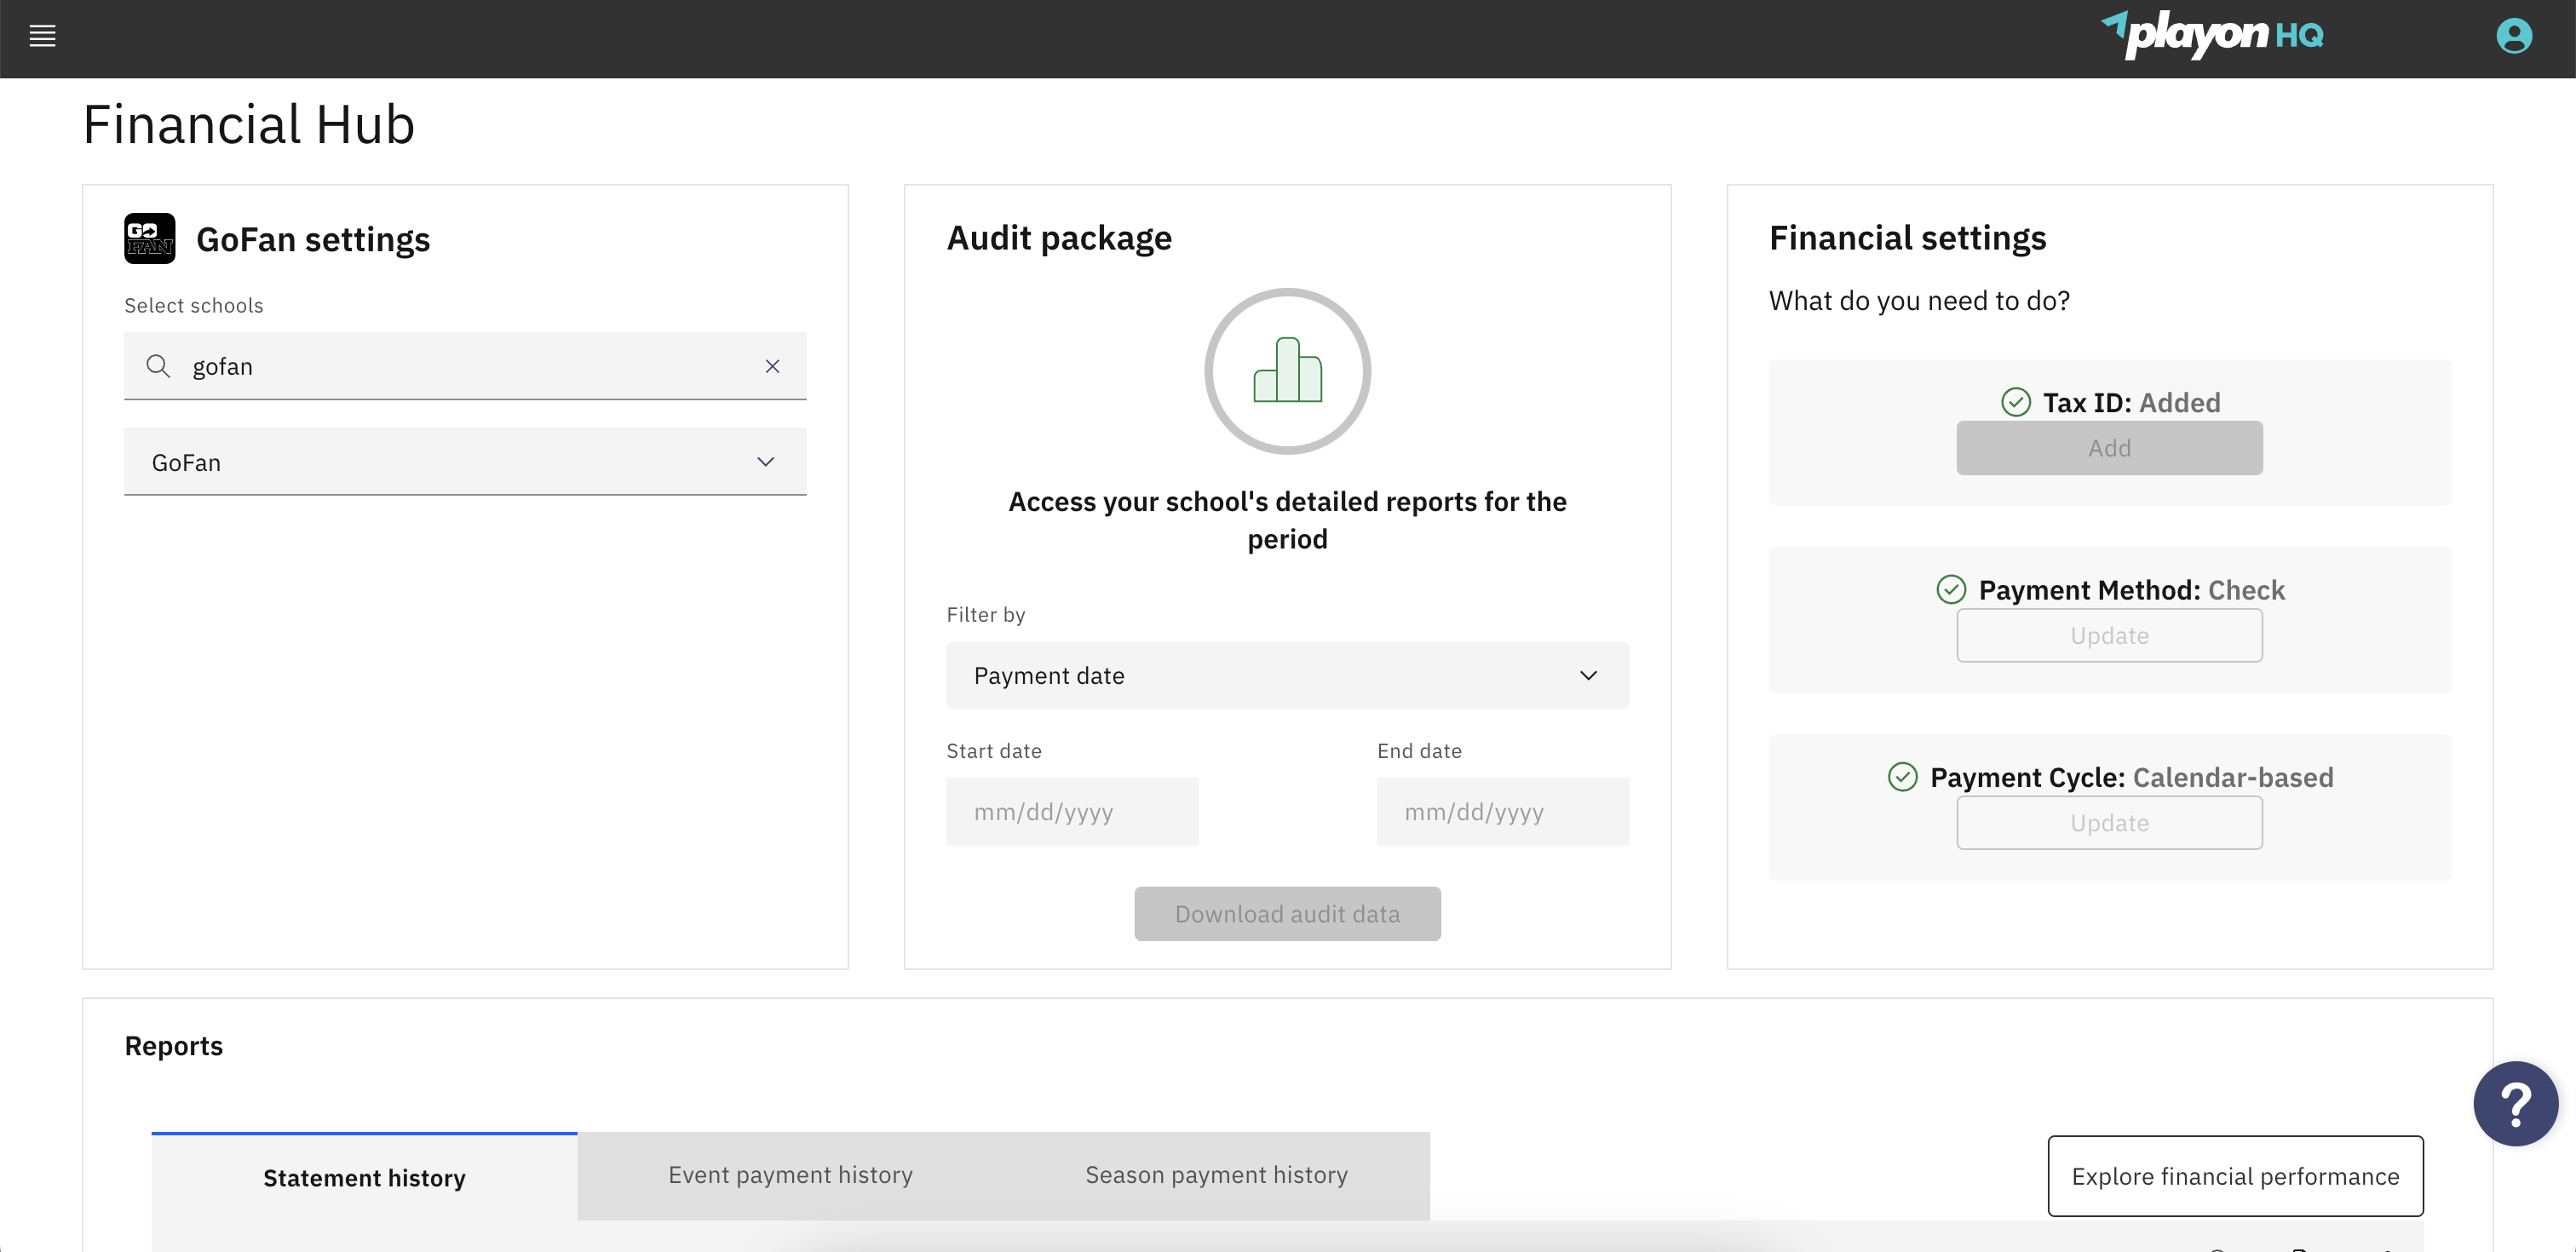 playon HQ
Financial Hub
GO
FAN
GoFan settings
Select schools
gofan
GoFan
Audit package
Access your school's detailed reports for the
period
Filter by
Payment date
Start date
End date
mm/dd/yyyy
mm/dd/yyyy
Download audit data
Financial settings
What do you need to do?
Tax ID: Added
Add
Payment Method: Check
Update
Payment Cycle: Calendar-based
Update
Reports
Statement history
Event payment history
Season payment history
Explore financial performance
?